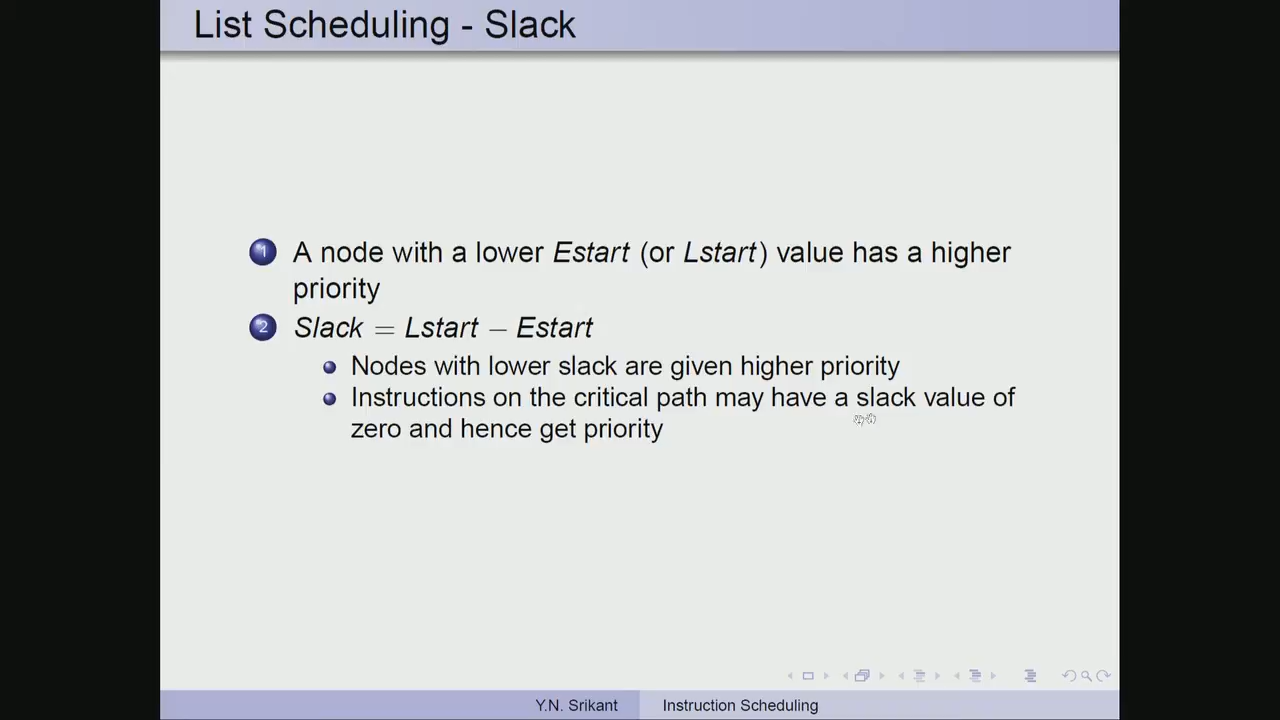 List Scheduling - Slack
1 A node with a lower Estart (or Lstart) value has a higher
priority
2 Slack = Lstart − Estart
Nodes with lower slack are given higher priority
Instructions on the critical path may have a slack value of
zero and hence get priority
Y.N. Srikant Instruction Scheduling